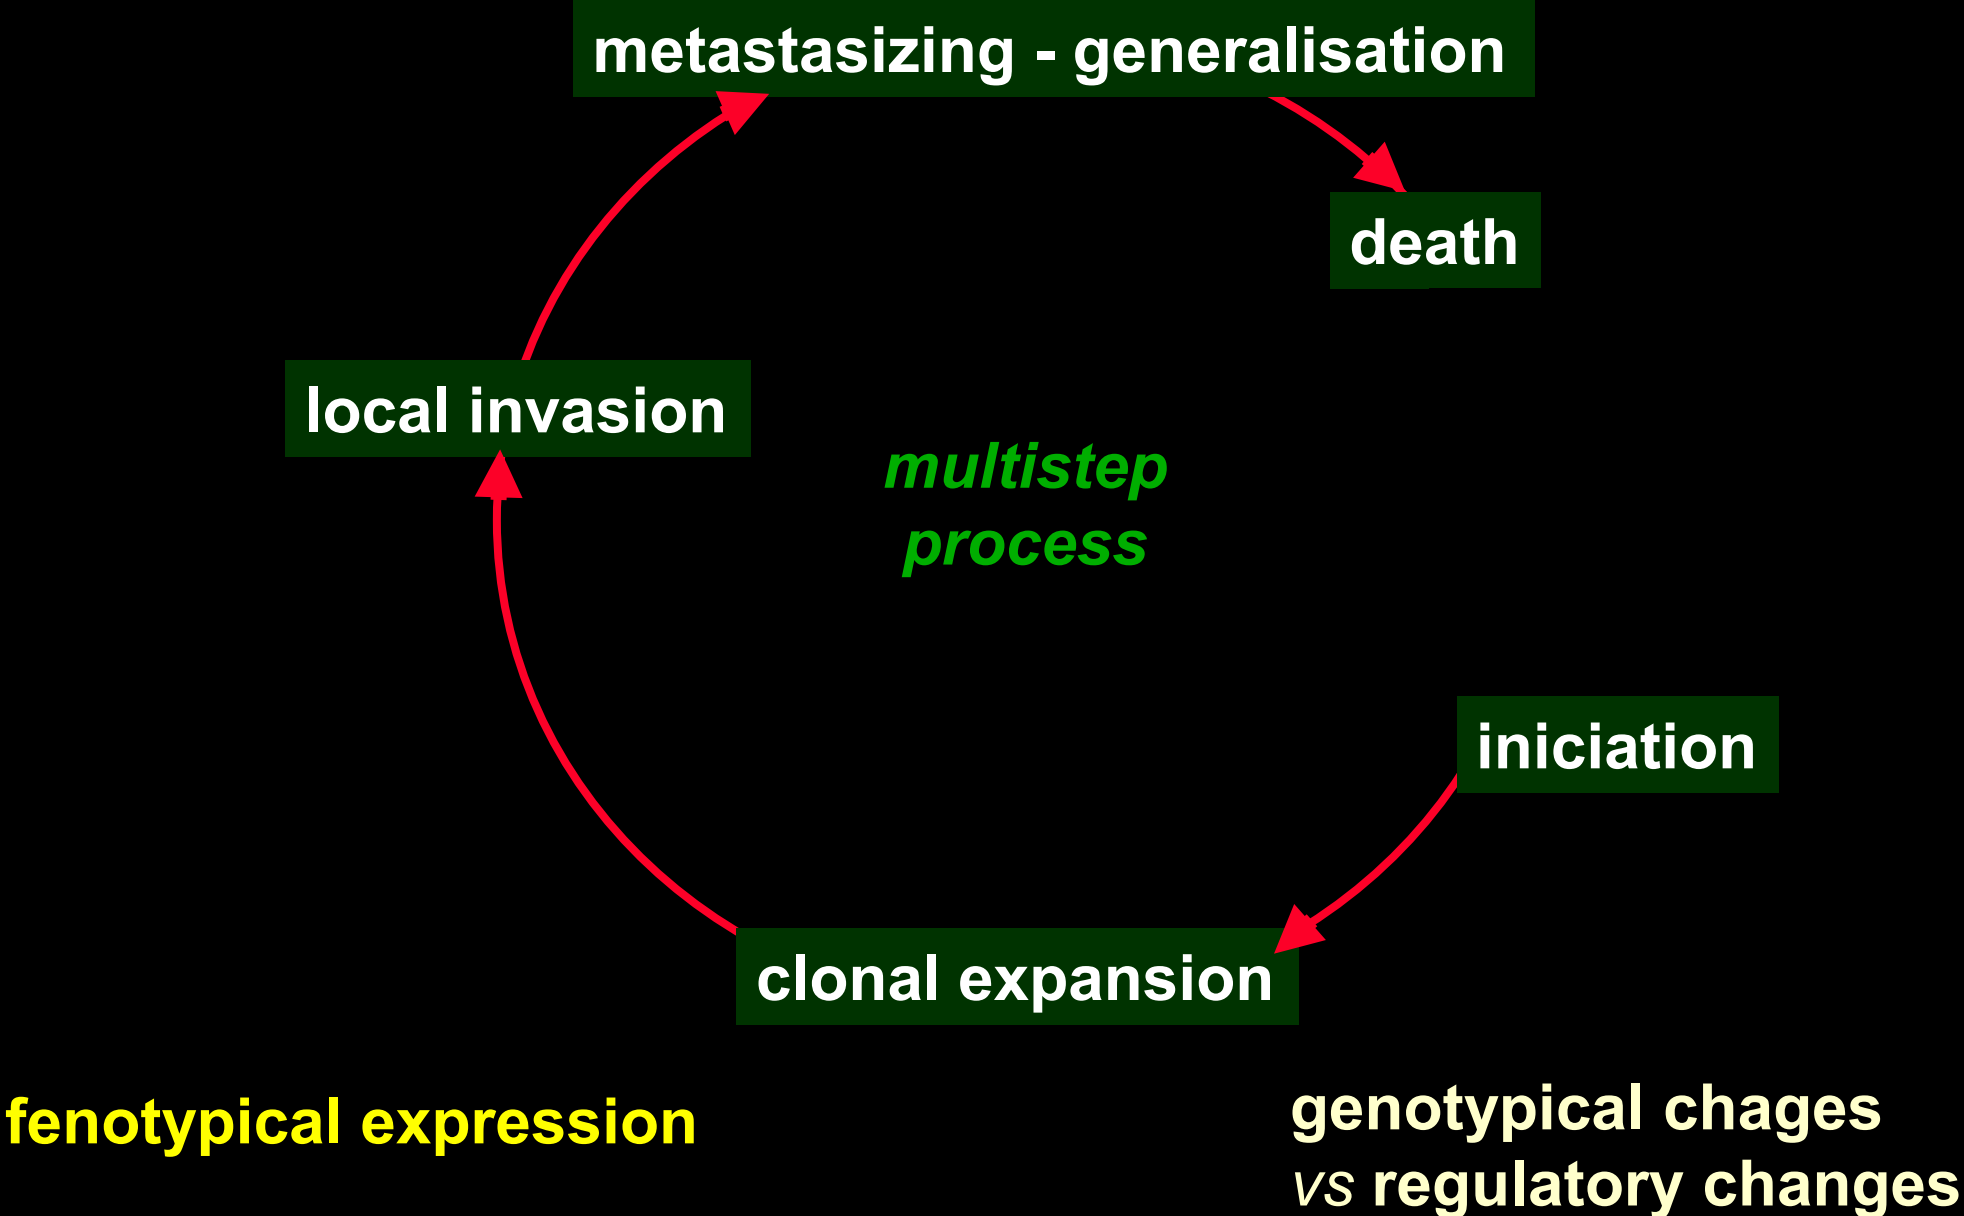 metastasizing - generalisation
death
local invasion
multistep
process
iniciation
clonal expansion
fenotypical expression
genotypical chages
vs regulatory changes